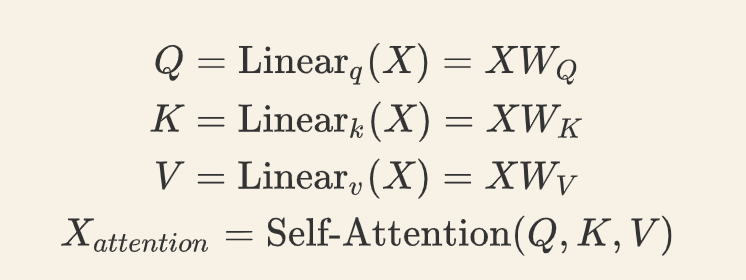 Q = Linear_q(X) = XW_Q
K = Linear_k(X) = XW_K
V = Linear_v(X) = XW_V
X_attention = Self-Attention(Q, K, V)